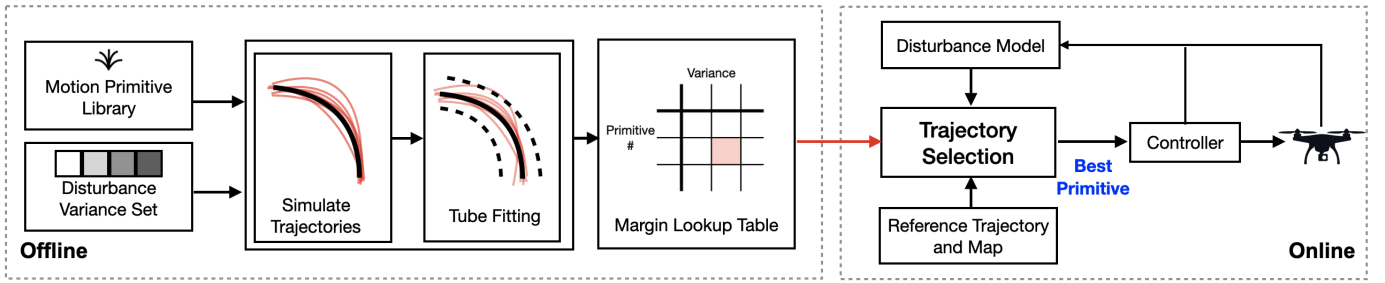 Motion Primitive
Library
Disturbance
Variance Set
Offline
Simulate
Trajectories
Tube Fitting
Variance
Primitive
#
Margin Lookup Table
Disturbance Model
Trajectory
Selection
Best
Primitive
Controller
Reference Trajectory
and Map
Online